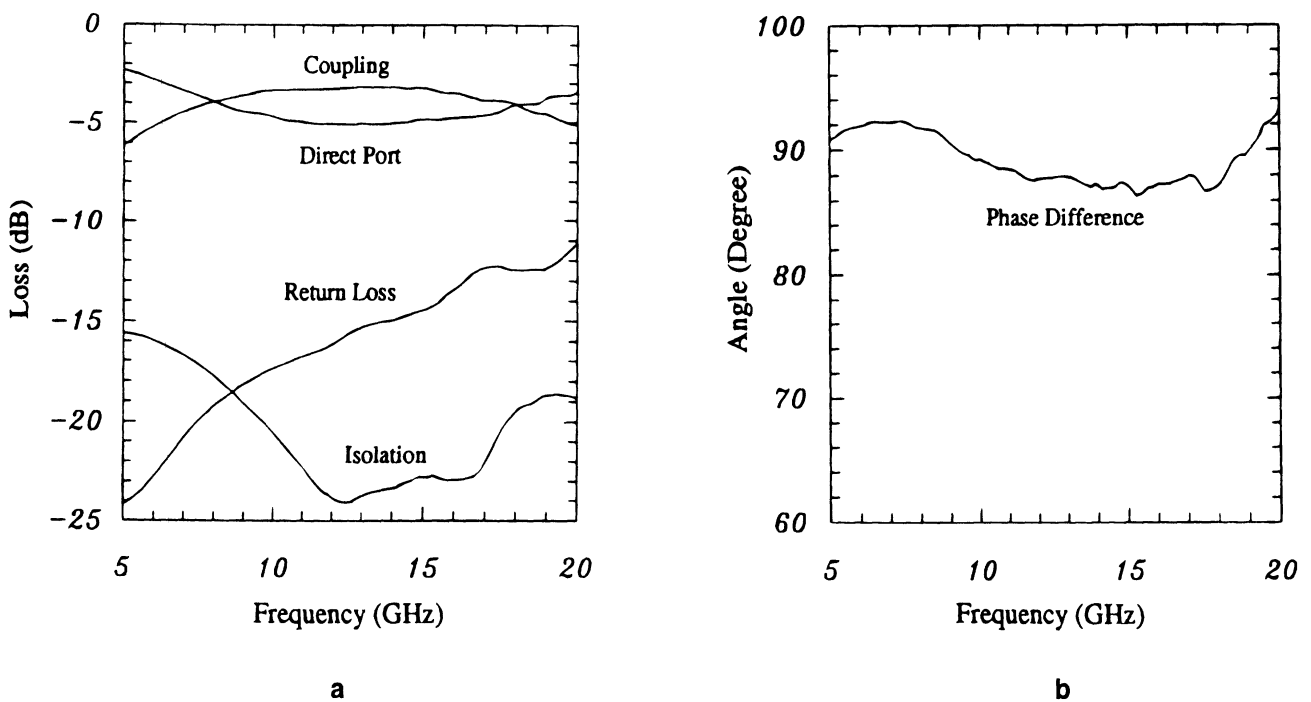 0
-5
-10
-15
-20
-25
Loss (dB)
Coupling
Direct Port
Return Loss
Isolation
5 10 15 20
Frequency (GHz)
a
100
90
80
70
60
Angle (Degree)
Phase Difference
5 10 15 20
Frequency (GHz)
b